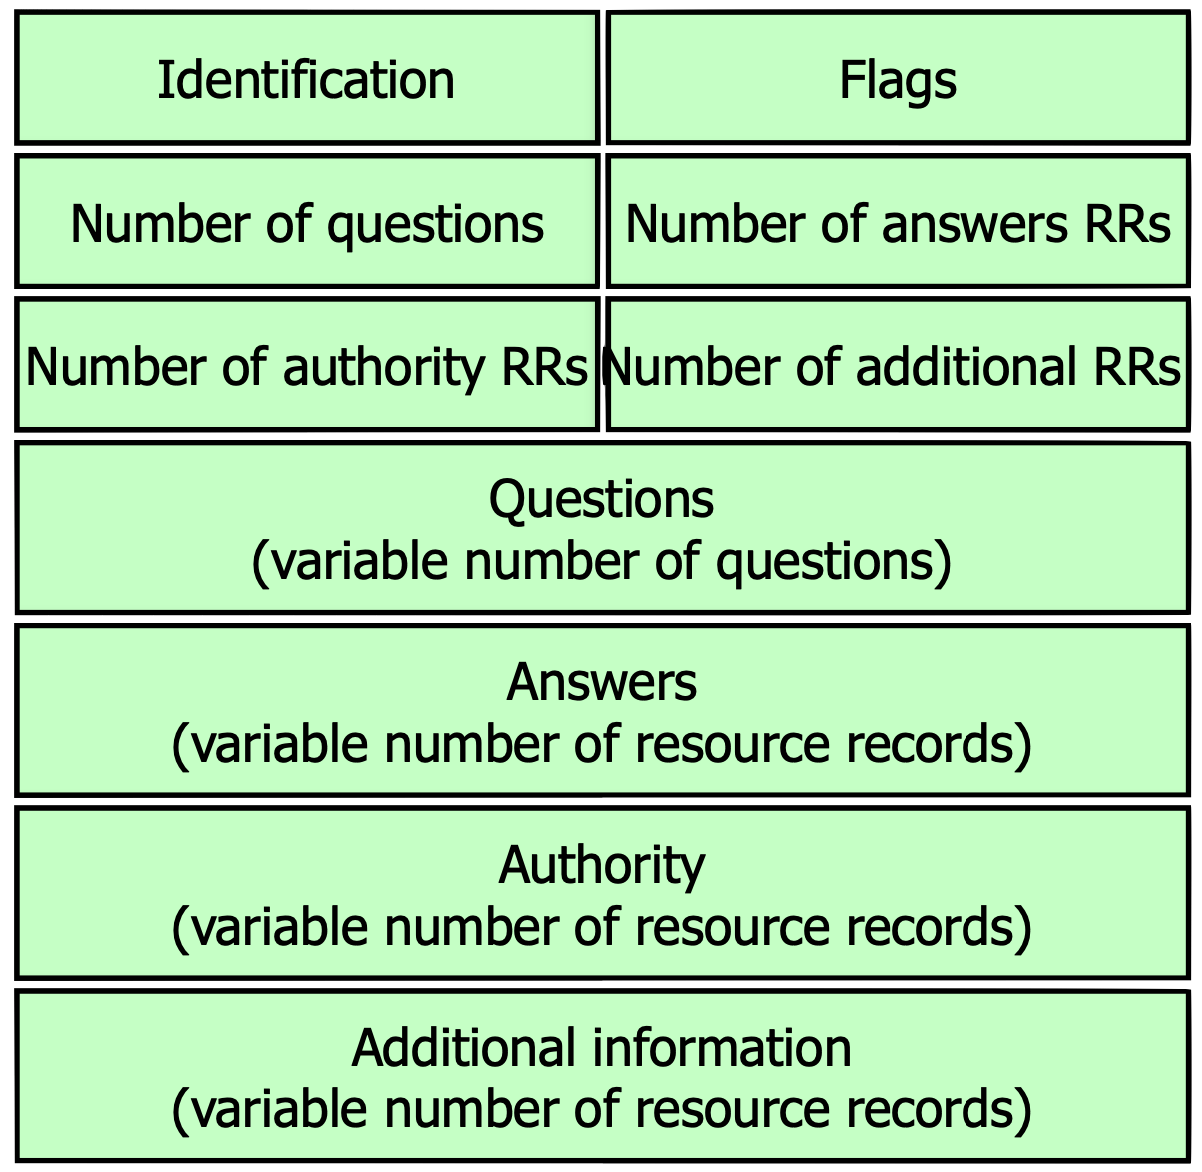 Identification
Flags
Number of questions
Number of answers RRs
Number of authority RRs
Number of additional RRs
Questions
(variable number of questions)
Answers
(variable number of resource records)
Authority
(variable number of resource records)
Additional information
(variable number of resource records)